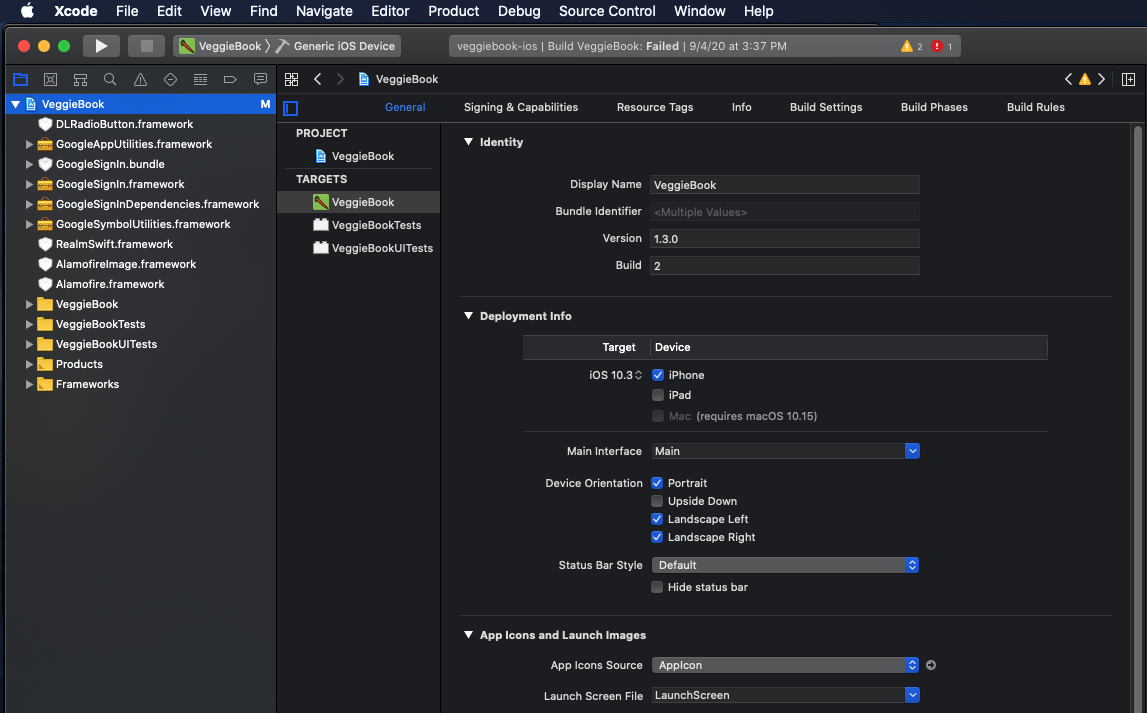 Xcode File Edit View Find Navigate Editor Product Debug Source Control Window Help
VeggieBook Generic iOS Device
veggiebook-ios | Build VeggieBook: Failed | 9/4/20 at 3:37 PM
2
1
VeggieBook
VeggieBook M
DLRadioButton.framework
GoogleAppUtilities.framework
GoogleSignIn.bundle
GoogleSignIn.framework
GoogleSignInDependencies.framework
GoogleSymbolUtilities.framework
RealmSwift.framework
AlamofireImage.framework
Alamofire.framework
VeggieBook
VeggieBookTests
VeggieBookUITests
Products
Frameworks
General Signing & Capabilities Resource Tags Info Build Settings Build Phases Build Rules
PROJECT
VeggieBook
TARGETS
VeggieBook
VeggieBookTests
VeggieBookUITests
Identity
Display Name VeggieBook
Bundle Identifier <Multiple Values>
Version 1.3.0
Build 2
Deployment Info
Target Device
iOS 10.3 iPhone
iPad
Mac (requires macOS 10.15)
Main Interface Main
Device Orientation Portrait
Upside Down
Landscape Left
Landscape Right
Status Bar Style Default
Hide status bar
App Icons and Launch Images
App Icons Source AppIcon
Launch Screen File LaunchScreen